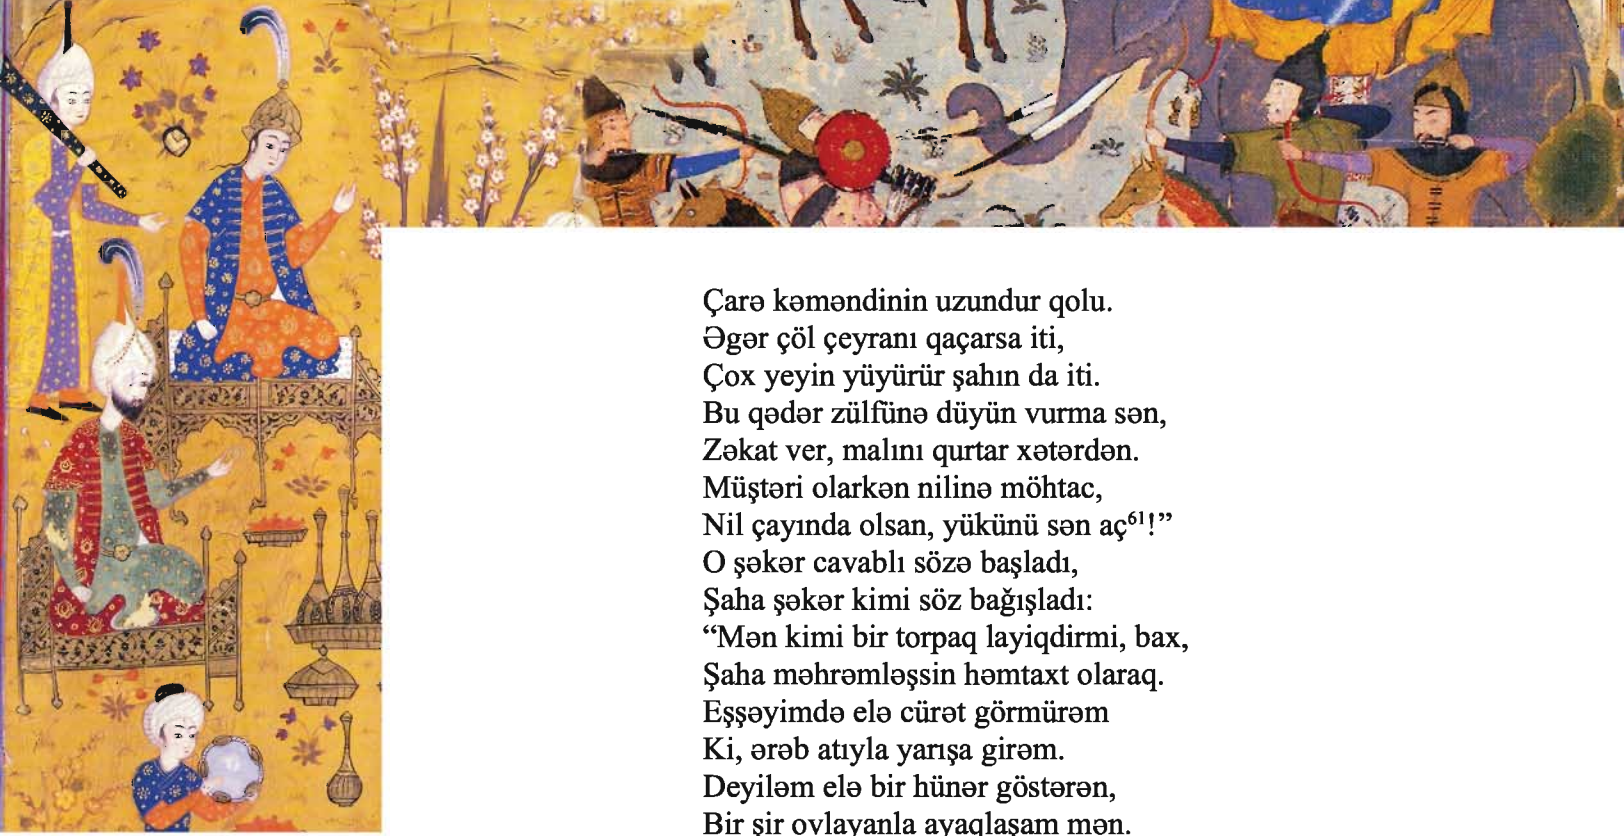 Çarə kəməndinin uzundur qolu.
Əgər çöl çeyranı qaçarsa iti,
Çox yeyin yüyürür şahın da iti.
Bu qədər zülfünə düyün vurma sən,
Zəkat ver, malını qurtar xətərdən.
Müştəri olarkən nilinə möhtac,
Nil çayında olsan, yükünü sən aç⁶¹!”
O şəkər cavablı sözə başladı,
Şaha şəkər kimi söz bağışladı:
“Mən kimi bir torpaq layiqdirmi, bax,
Şaha məhrəmləşsin həmtaxt olaraq.
Eşşəyimdə elə cürət görmürəm
Ki, ərəb atıyla yarışa girəm.
Deyiləm elə bir hünər göstərən,
Bir şir ovlayanla ayaqlaşam mən.